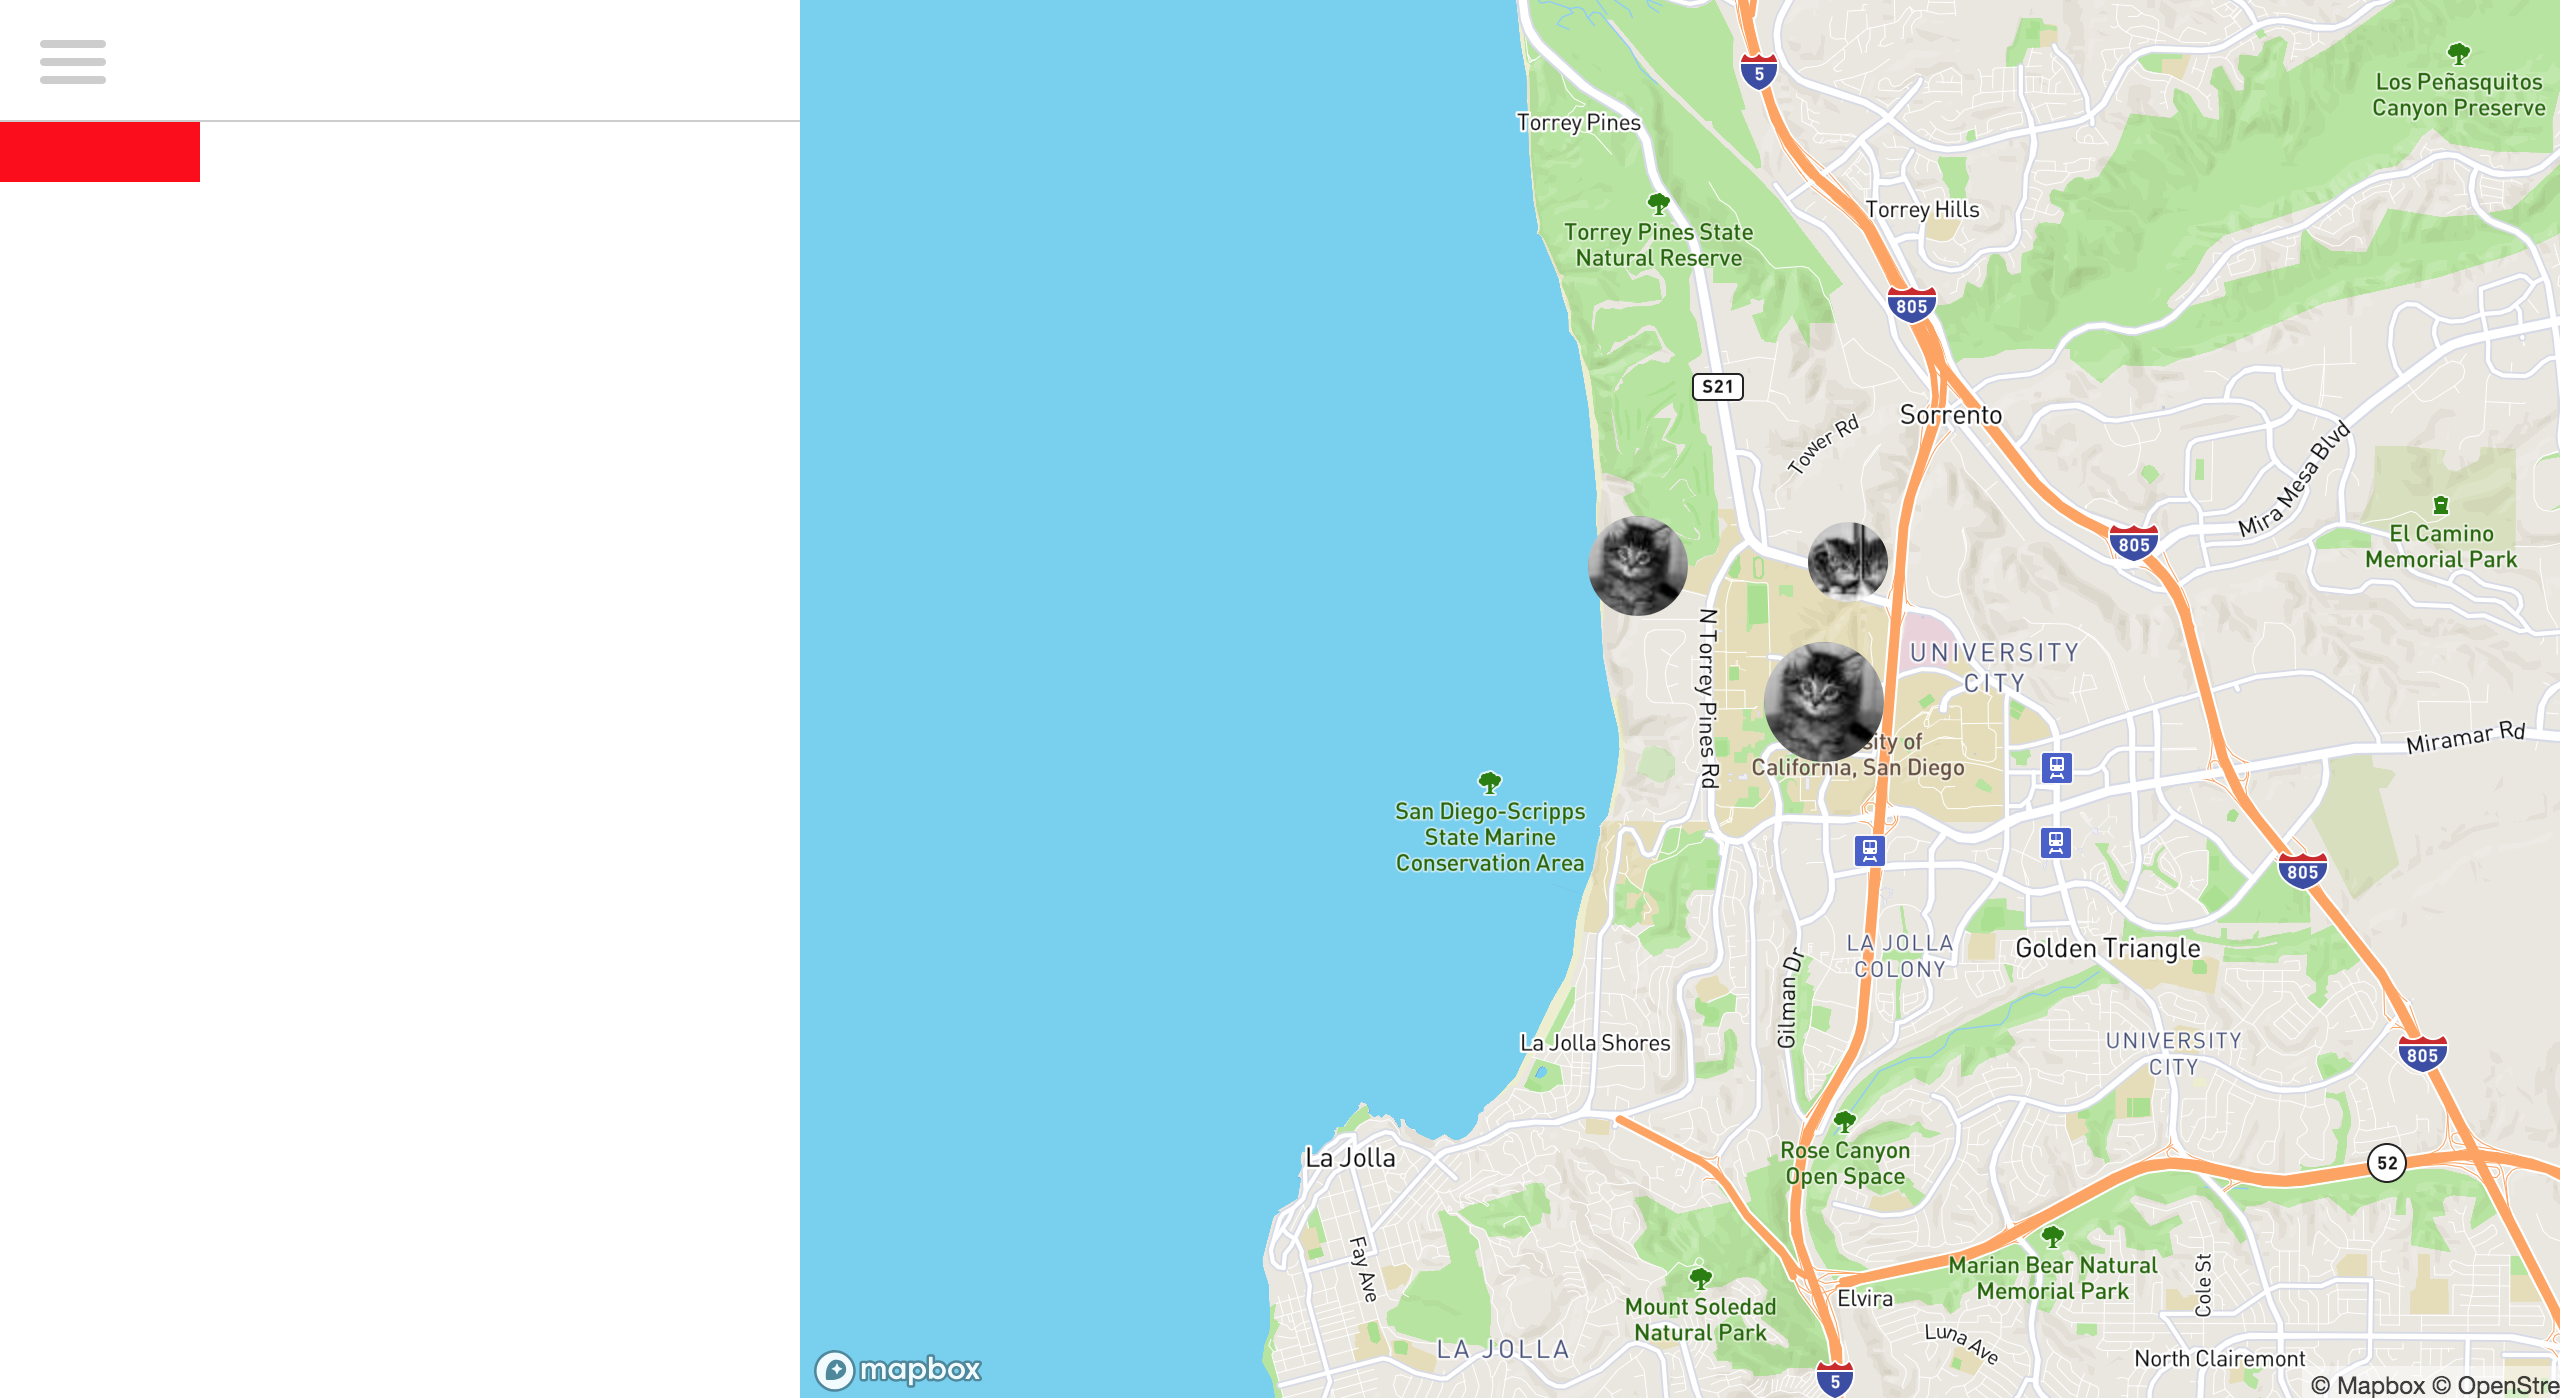 5
Los Peñasquitos
Canyon Preserve
Torrey Pines
Torrey Hills
Torrey Pines State
Natural Reserve
805
S21
Sorrento
Tower Rd
Mira Mesa Blvd
El Camino
Memorial Park
805
N Torrey Pines Rd
UNIVERSITY
CITY
sity of
California, San Diego
Miramar Rd
San Diego-Scripps
State Marine
Conservation Area
805
LA JOLLA
COLONY
Golden Triangle
Gilman Dr
La Jolla Shores
UNIVERSITY
CITY
805
La Jolla
Rose Canyon
Open Space
52
Fay Ave
Marian Bear Natural
Memorial Park
Cole St
Mount Soledad
Natural Park
Elvira
LA JOLLA
Luna Ave
North Clairemont
5
mapbox
© Mapbox © OpenStre